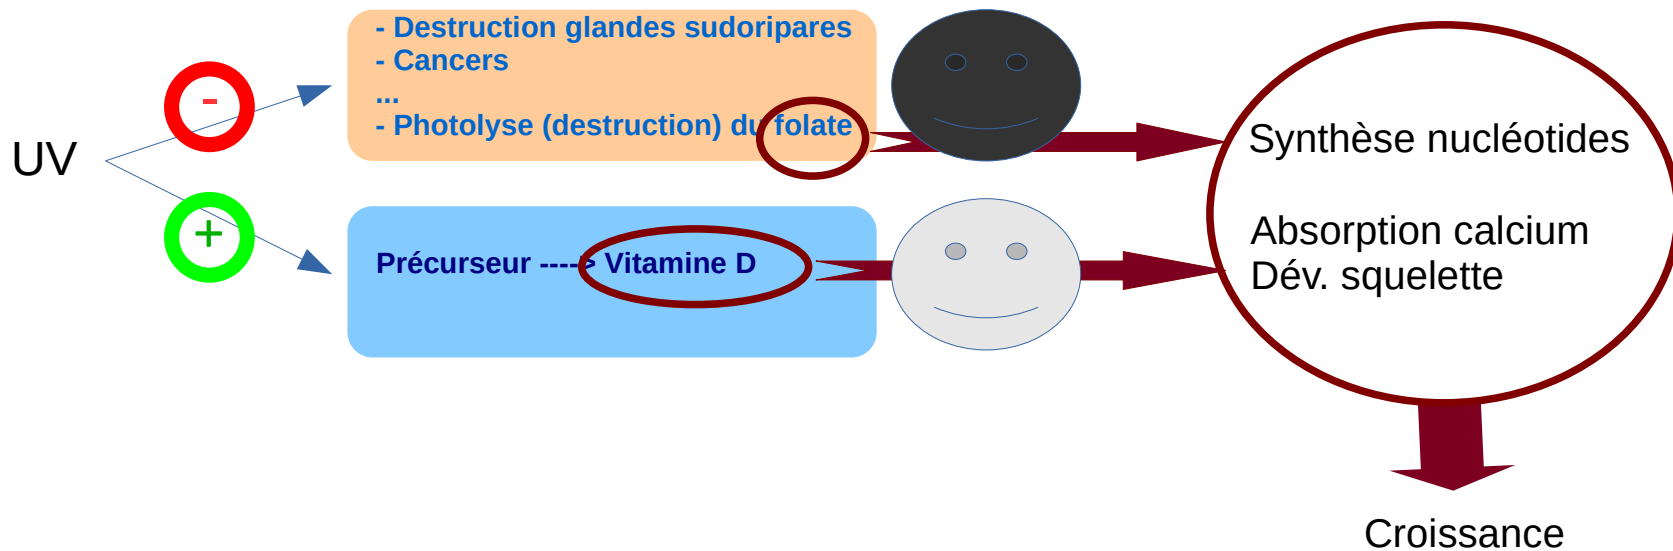 UV
-
+
- Destruction glandes sudoripares
- Cancers
...
- Photolyse (destruction) du folate
Précurseur ----> Vitamine D
Synthèse nucléotides
Absorption calcium
Dév. squelette
Croissance